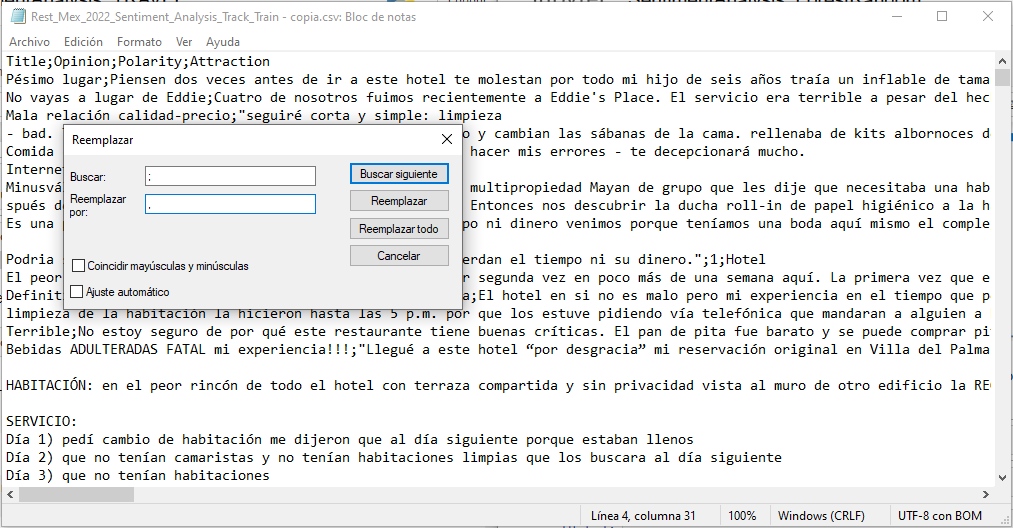 Rest_Mex_2022_Sentiment_Analysis_Track_Train - copia.csv: Bloc de notas
Archivo Edición Formato Ver Ayuda
Title;Opinion;Polarity;Attraction
Pésimo lugar;Piensen dos veces antes de ir a este hotel te molestan por todo mi hijo de seis años traía un inflable de tama
No vayas a lugar de Eddie;Cuatro de nosotros fuimos recientemente a Eddie's Place. El servicio era terrible a pesar del hec
Mala relación calidad-precio;"seguiré corta y simple: limpieza
- bad. o y cambian las sábanas de la cama. rellenaba de kits albornoces d
Comida hacer mis errores - te decepcionará mucho.
Interne
Minusvá multipropiedad Mayan de grupo que les dije que necesitaba una hab
spués d Entonces nos descubrir la ducha roll-in de papel higiénico a la h
Es una po ni dinero venimos porque teníamos una boda aquí mismo el comple
Podria erdan el tiempo ni su dinero.";1;Hotel
El peor r segunda vez en poco más de una semana aquí. La primera vez que e
Definit a;El hotel en si no es malo pero mi experiencia en el tiempo que p
limpieza de la habitación la hicieron hasta las 5 p.m. por que los estuve pidiendo vía telefónica que mandaran a alguien a
Terrible;No estoy seguro de por qué este restaurante tiene buenas críticas. El pan de pita fue barato y se puede comprar pi
Bebidas ADULTERADAS FATAL mi experiencia!!!;"Llegué a este hotel “por desgracia” mi reservación original en Villa del Palma
HABITACIÓN: en el peor rincón de todo el hotel con terraza compartida y sin privacidad vista al muro de otro edificio la RE
SERVICIO:
Día 1) pedí cambio de habitación me dijeron que al día siguiente porque estaban llenos
Día 2) que no tenían camaristas y no tenían habitaciones limpias que los buscara al día siguiente
Día 3) que no tenían habitaciones
Reemplazar
Buscar: ; Buscar siguiente
Reemplazar por: , Reemplazar
Reemplazar todo
Cancelar
Coincidir mayúsculas y minúsculas
Ajuste automático
Línea 4, columna 31 100% Windows (CRLF) UTF-8 con BOM